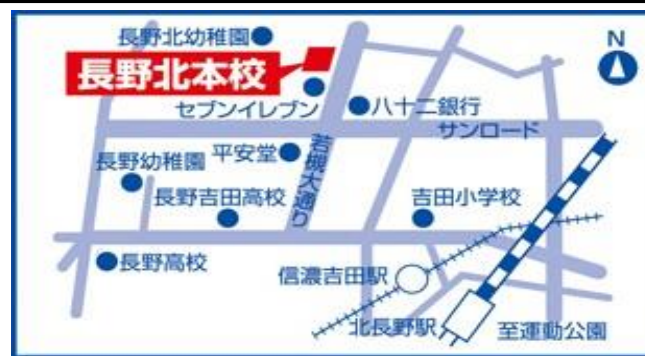 長野北幼稚園
N
長野北本校
セブンイレブン
八十二銀行
サンロード
平安堂
若槻大通り
長野幼稚園
長野吉田高校
吉田小学校
長野高校
信濃吉田駅
北長野駅
至運動公園